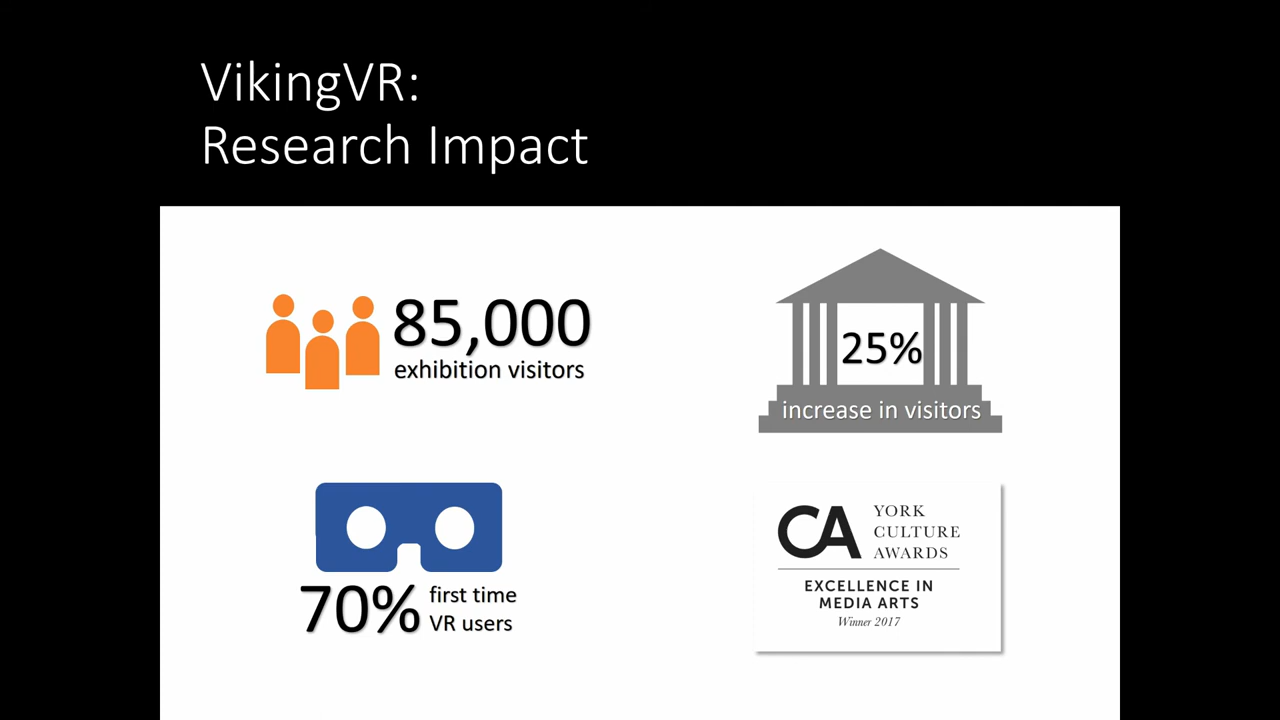 VikingVR:
Research Impact
85,000
exhibition visitors
25%
increase in visitors
70%
first time
VR users
CA
YORK
CULTURE
AWARDS
EXCELLENCE IN
MEDIA ARTS
Winner 2017